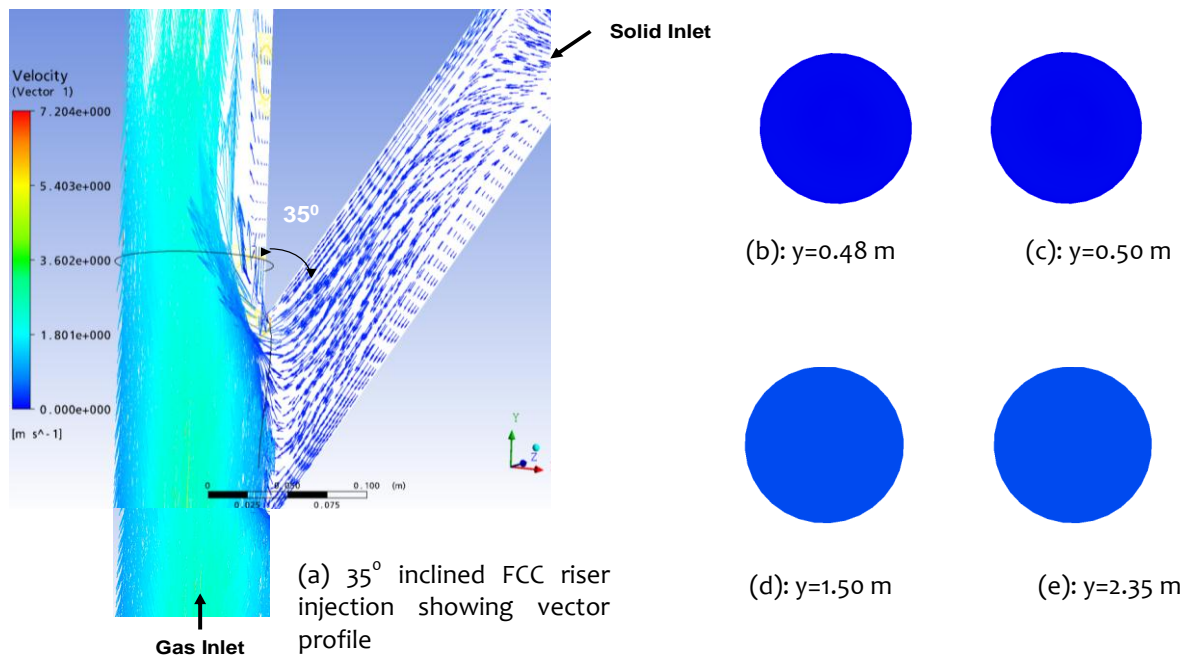 Solid Inlet
Velocity
(Vector 1)
7.204e+000
5.403e+000
3.602e+000
1.801e+000
0.000e+000
[m s^-1]
35⁰
Y
Z
0 0.050 0.100 (m)
0.025 0.075
Gas Inlet
(a) 35⁰ inclined FCC riser
injection showing vector
profile
(b): y=0.48 m
(c): y=0.50 m
(d): y=1.50 m
(e): y=2.35 m